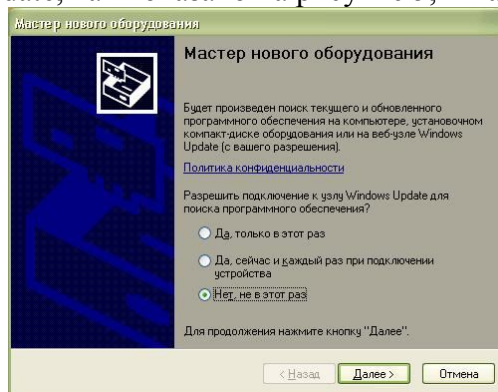 Мастер нового оборудования
Мастер нового оборудования
Будет произведен поиск текущего и обновленного
программного обеспечения на компьютере, установочном
компакт-диске оборудования или на веб-узле Windows
Update (с вашего разрешения).
Политика конфиденциальности
Разрешить подключение к узлу Windows Update для
поиска программного обеспечения?
Да, только в этот раз
Да, сейчас и каждый раз при подключении
устройства
Нет, не в этот раз
Для продолжения нажмите кнопку "Далее".
< Назад
Далее >
Отмена